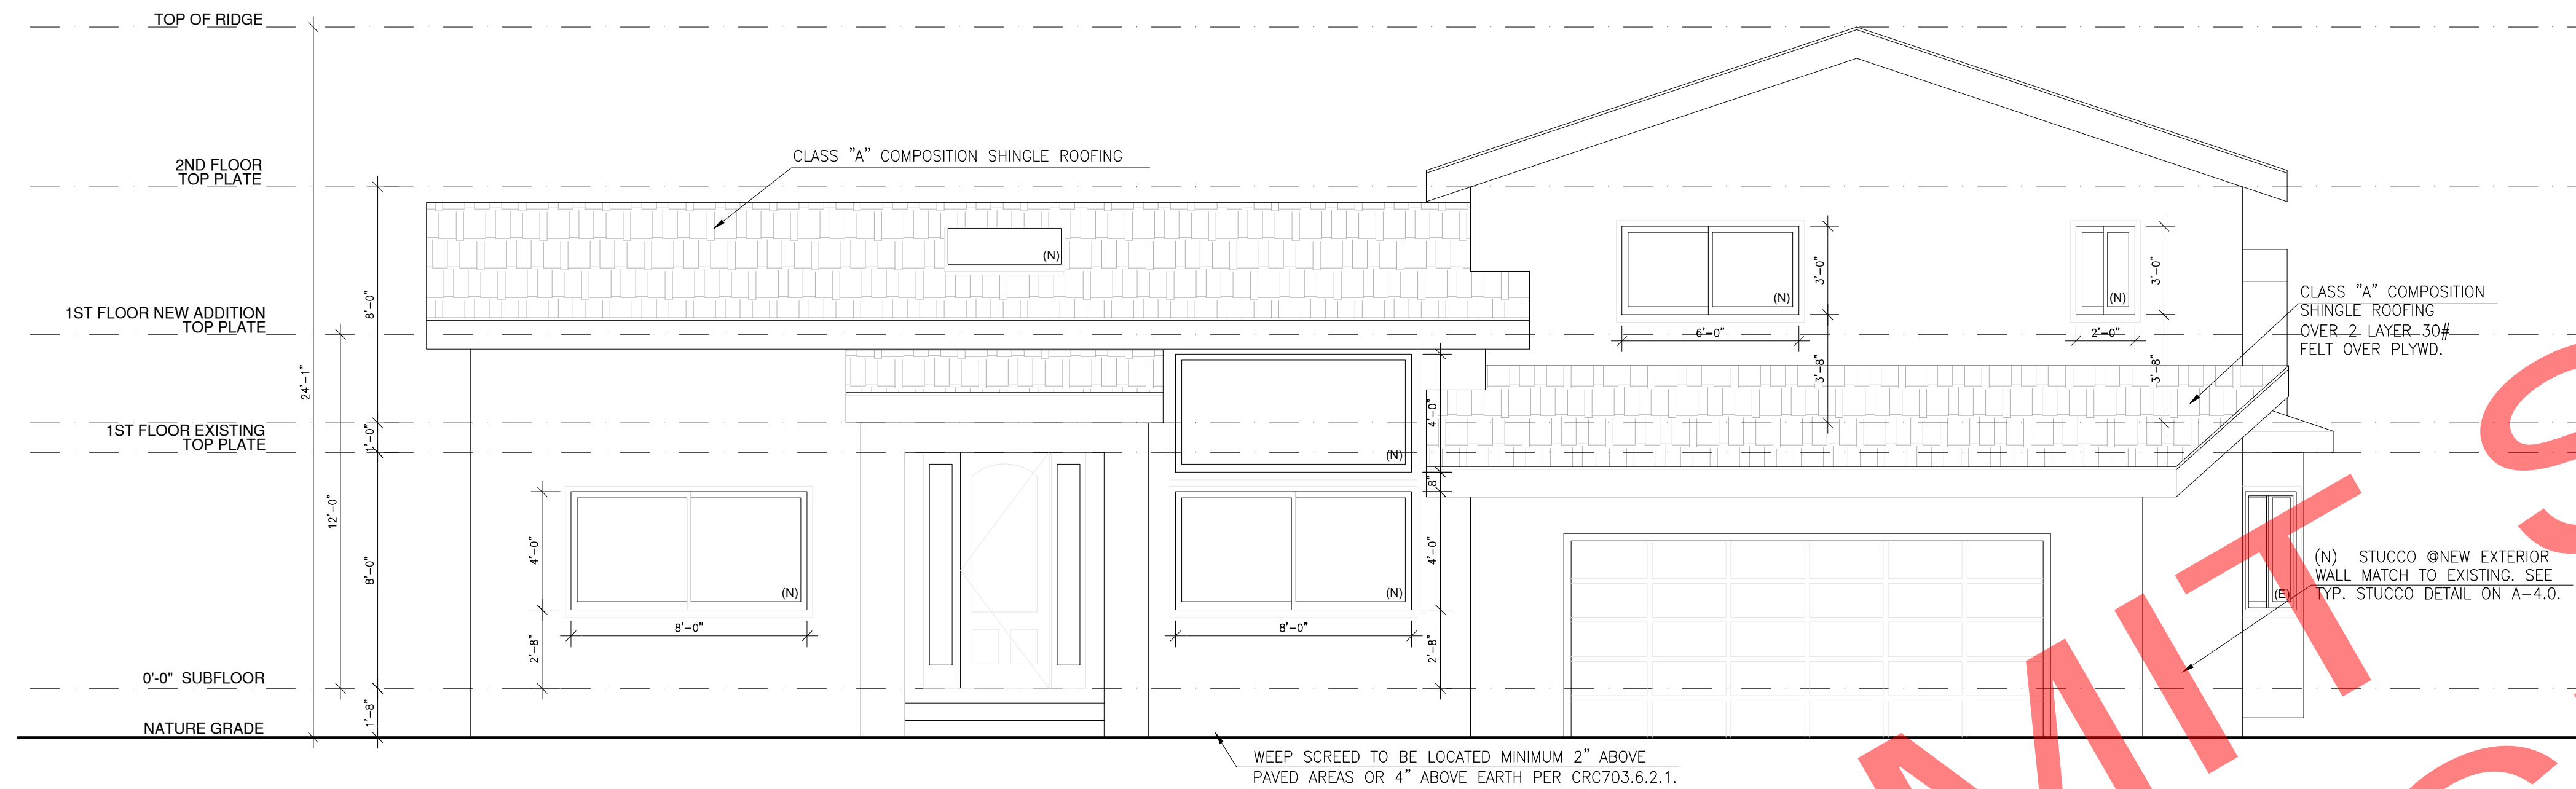 TOP OF RIDGE
2ND FLOOR
TOP PLATE
1ST FLOOR NEW ADDITION
TOP PLATE
1ST FLOOR EXISTING
TOP PLATE
0'-0" SUBFLOOR
NATURE GRADE
24'-1"
12'-0"
8'-0"
1'-0"
8'-0"
1'-8"
CLASS "A" COMPOSITION SHINGLE ROOFING
(N)
4'-0"
2'-8"
(N)
8'-0"
(N)
(N)
8'-0"
4'-0"
8"
4'-0"
2'-8"
(N)
6'-0"
3'-0"
3'-8"
(N)
2'-0"
3'-0"
3'-8"
CLASS "A" COMPOSITION
SHINGLE ROOFING
OVER 2 LAYER 30#
FELT OVER PLYWD.
(N) STUCCO @NEW EXTERIOR
WALL MATCH TO EXISTING. SEE
TYP. STUCCO DETAIL ON A-4.0.
(E)
WEEP SCREED TO BE LOCATED MINIMUM 2" ABOVE
PAVED AREAS OR 4" ABOVE EARTH PER CRC703.6.2.1.